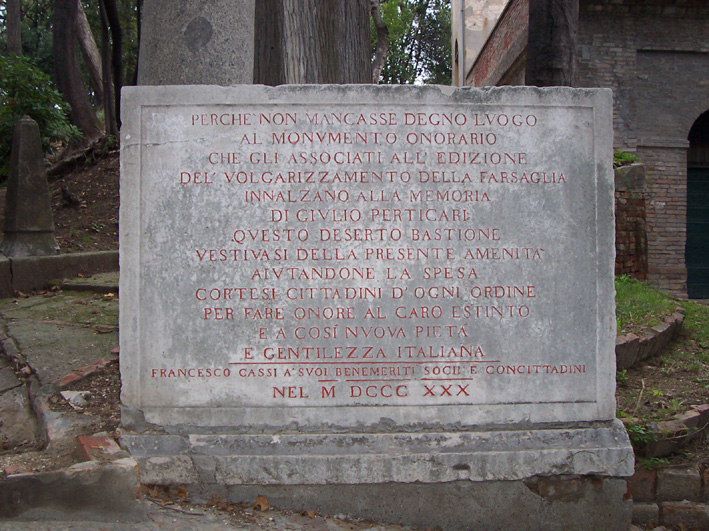 PERCHE' NON MANCASSE DEGNO LVOGO
AL MONVMENTO ONORARIO
CHE GLI ASSOCIATI ALL' EDIZIONE
DEL' VOLGARIZZAMENTO DELLA FARSAGLIA
INNALZANO ALLA MEMORIA
DI GIVLIO PERTICARI
QVESTO DESERTO BASTIONE
VESTIVASI DELLA PRESENTE AMENITA'
AIVTANDONE LA SPESA
CORTESI CITTADINI D'OGNI ORDINE
PER FARE ONORE AL CARO ESTINTO
E A COSÍ NVOVA PIETA'
E GENTILEZZA ITALIANA
FRANCESCO CASSI A' SVOI BENEMERITI SOCII E CONCITTADINI
NEL M DCCC XXX